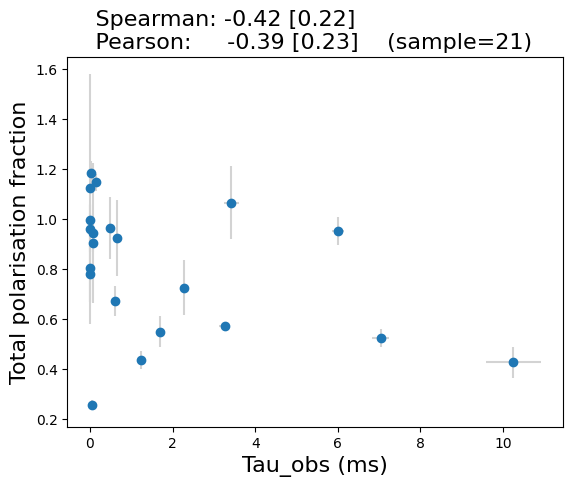 Spearman: -0.42 [0.22]
Pearson: -0.39 [0.23] (sample=21)
1.6
1.4
1.2
1.0
0.8
0.6
0.4
0.2
Total polarisation fraction
0 2 4 6 8 10
Tau_obs (ms)